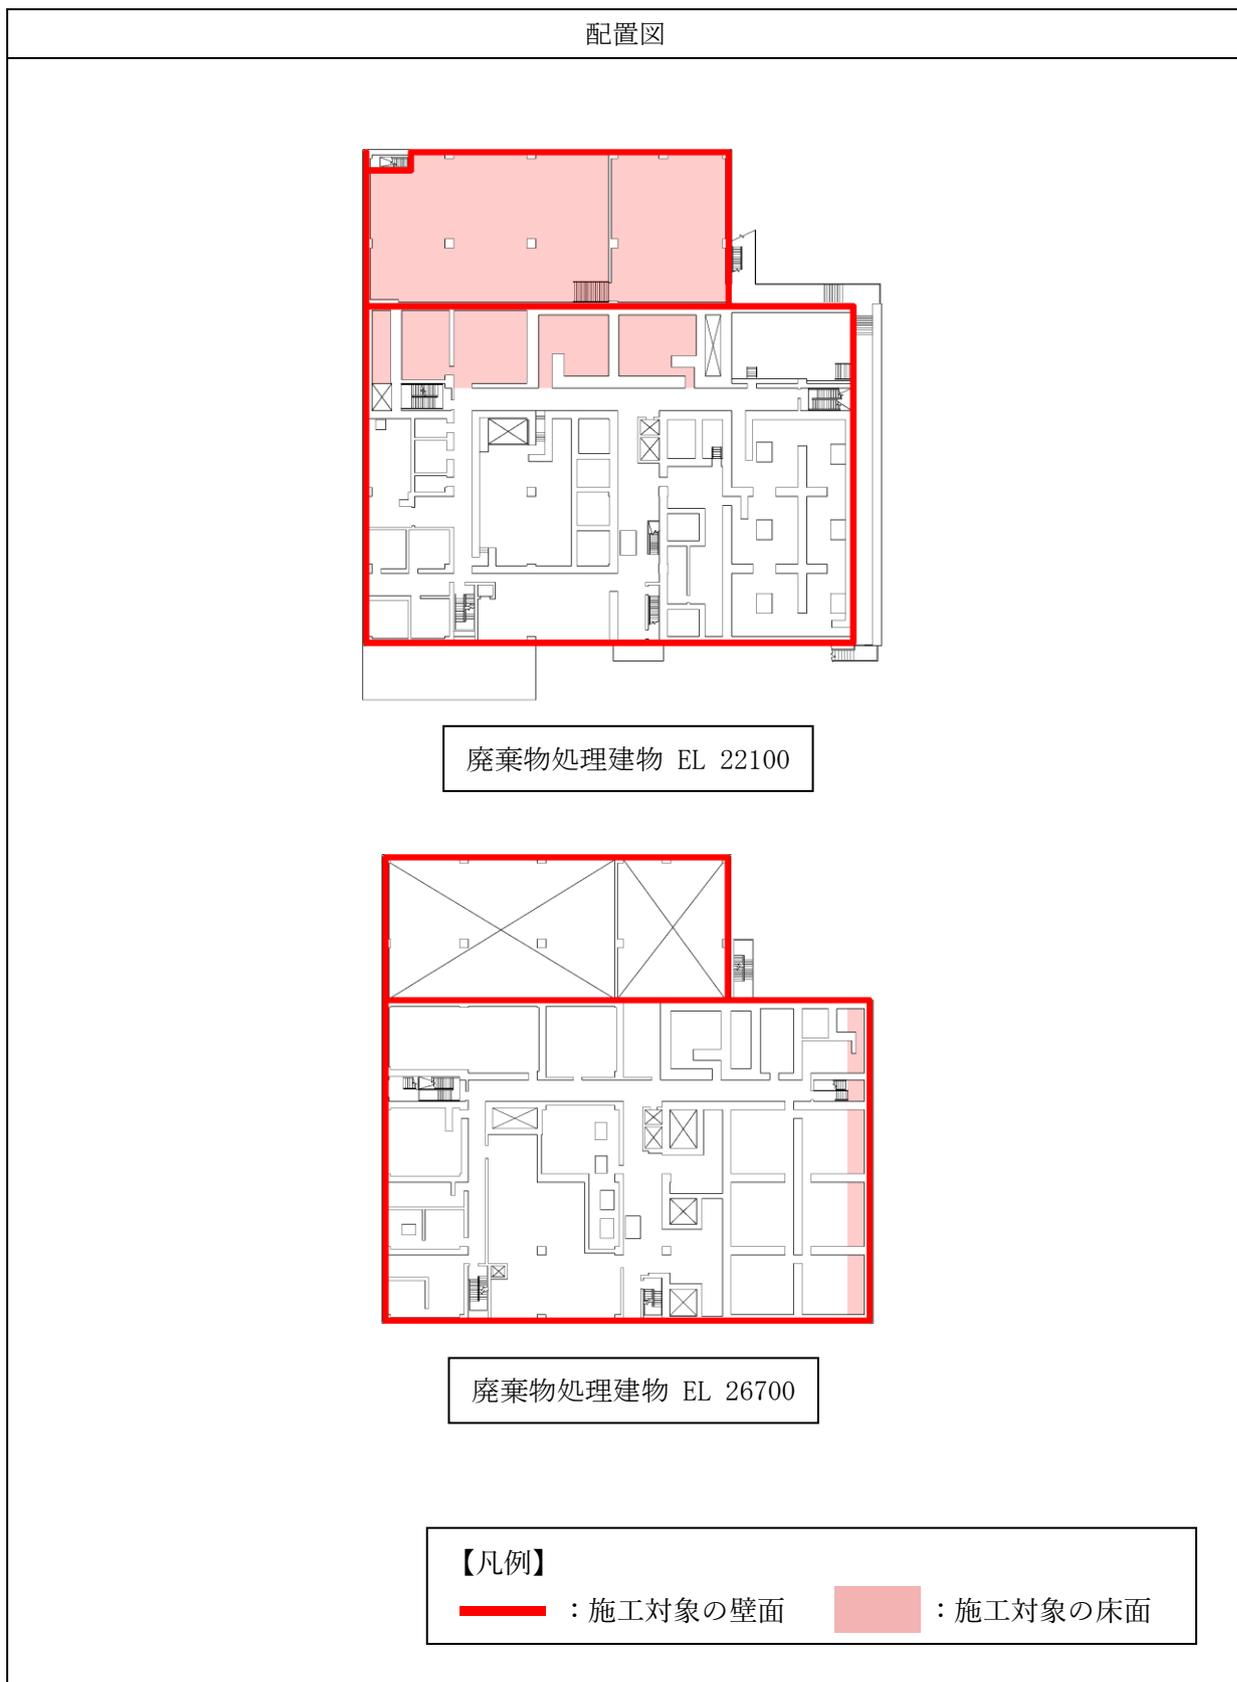 配置図
廃棄物処理建物 EL 22100
廃棄物処理建物 EL 26700
【凡例】
：施工対象の壁面
：施工対象の床面